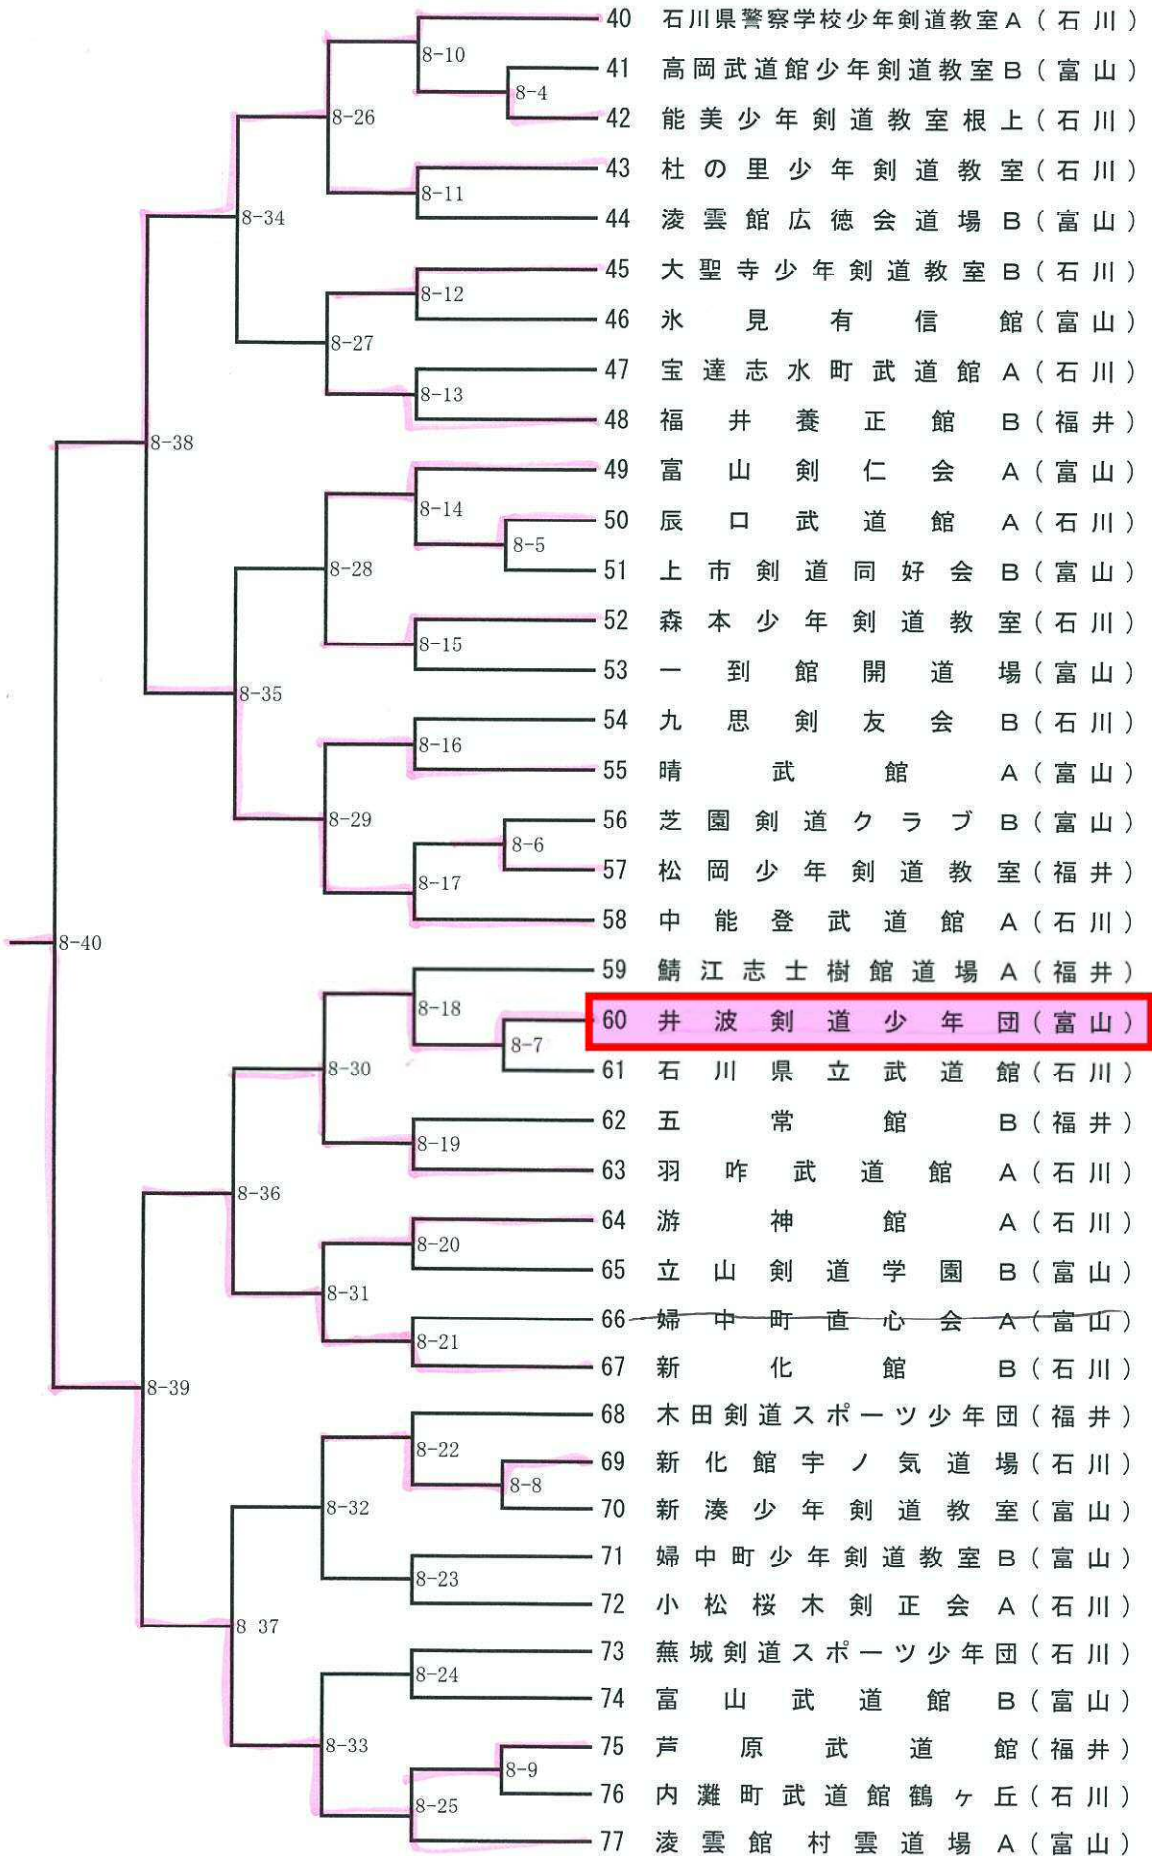 40 石川県警察学校少年剣道教室A(石川)
8-10
41 高岡武道館少年剣道教室B(富山)
8-4
8-26
42 能美少年剣道教室根上(石川)
43 杜の里少年剣道教室(石川)
8-11
8-34
44 淩雲館広徳会道場B(富山)
45 大聖寺少年剣道教室B(石川)
8-12
46 氷見有信館(富山)
8-27
47 宝達志水町武道館A(石川)
8-13
48 福井養正館B(福井)
8-38
49 富山剣仁会A(富山)
8-14
50 辰口武道館A(石川)
8-5
8-28
51 上市剣道同好会B(富山)
52 森本少年剣道教室(石川)
8-15
53 一到館開道場(富山)
8-35
54 九思剣友会B(石川)
8-16
55 晴武館A(富山)
8-29
56 芝園剣道クラブB(富山)
8-6
57 松岡少年剣道教室(福井)
8-17
58 中能登武道館A(石川)
8-40
59 鯖江志士樹館道場A(福井)
8-18
60 井波剣道少年団(富山)
8-7
8-30
61 石川県立武道館(石川)
62 五常館B(福井)
8-19
63 羽咋武道館A(石川)
8-36
64 游神館A(石川)
8-20
65 立山剣道学園B(富山)
8-31
66 婦中町直心会A(富山)
8-21
67 新化館B(石川)
8-39
68 木田剣道スポーツ少年団(福井)
8-22
69 新化館宇ノ気道場(石川)
8-8
8-32
70 新湊少年剣道教室(富山)
71 婦中町少年剣道教室B(富山)
8-23
72 小松桜木剣正会A(石川)
8 37
73 蕪城剣道スポーツ少年団(石川)
8-24
74 富山武道館B(富山)
8-33
75 芦原武道館(福井)
8-9
76 内灘町武道館鶴ヶ丘(石川)
8-25
77 淩雲館村雲道場A(富山)